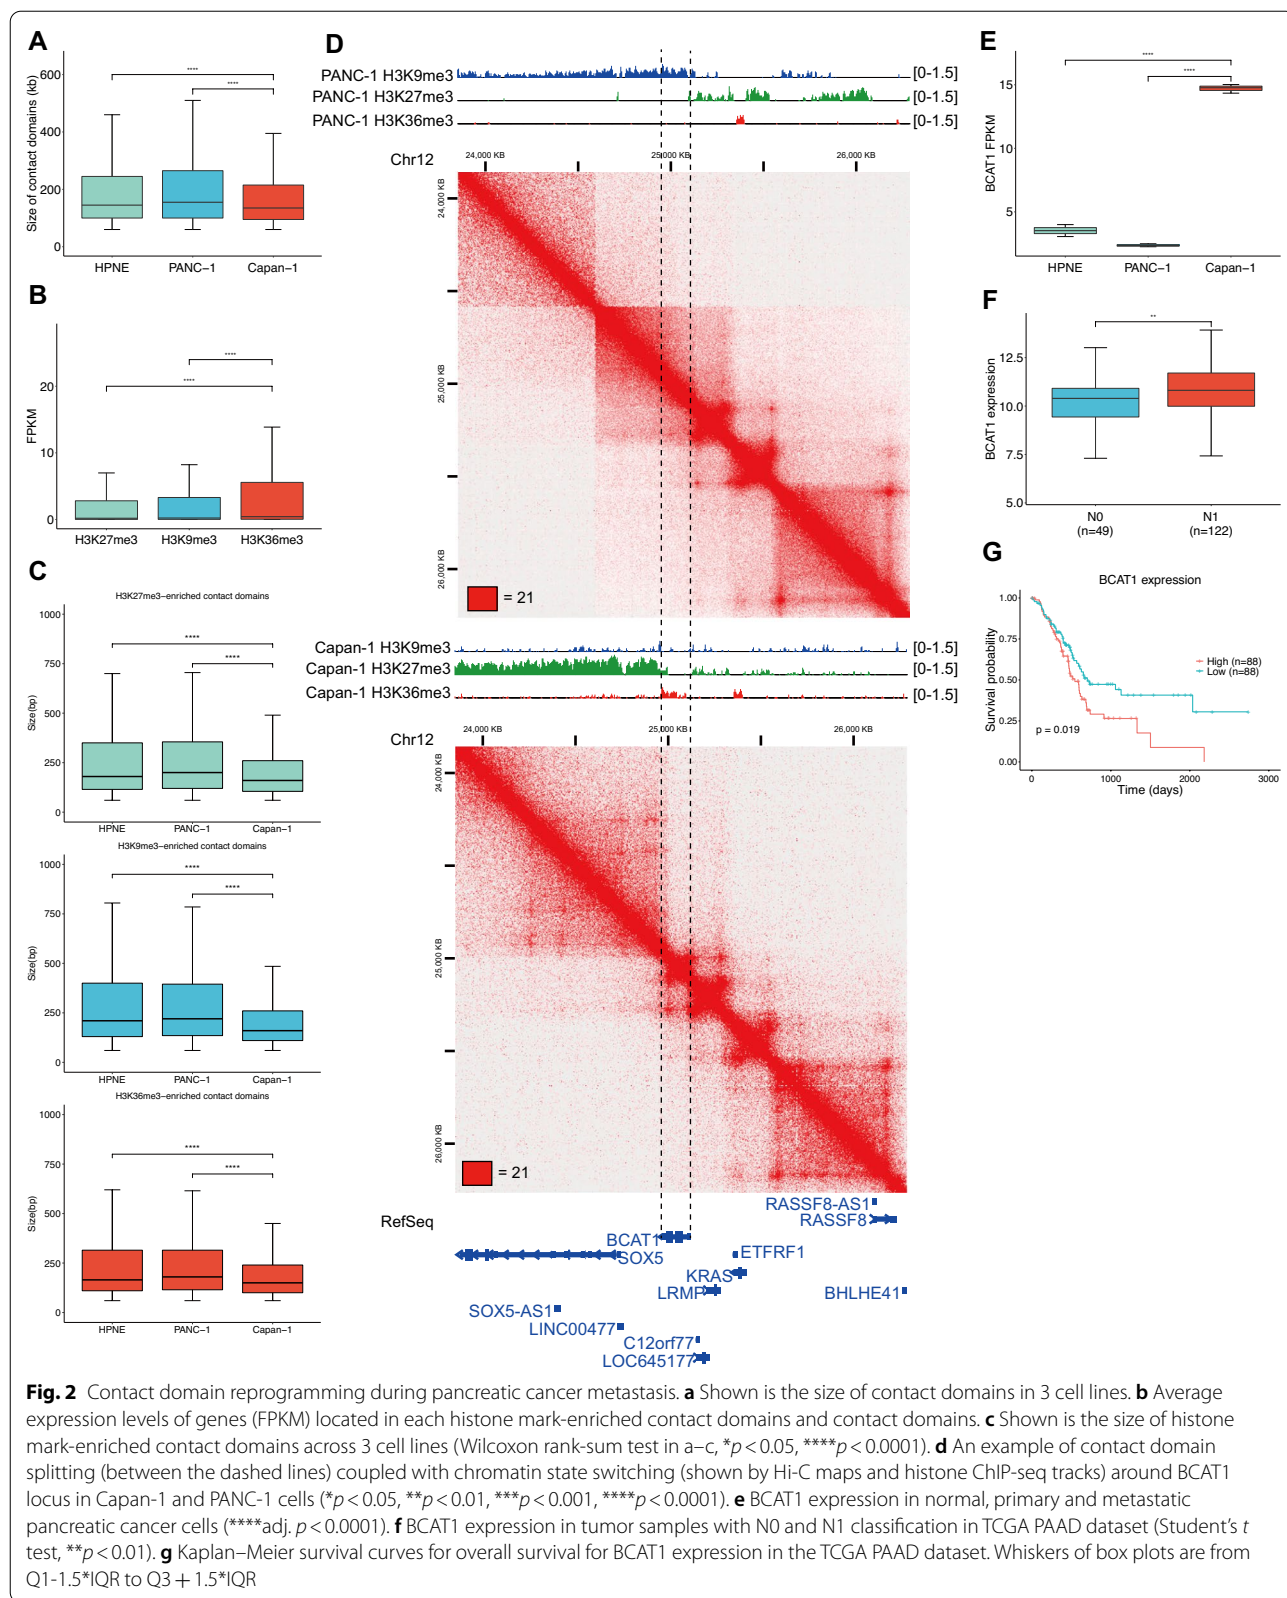 A
Size of contact domains (kb)
600
400
200
0
****
****
HPNE PANC−1 Capan−1
B
FPKM
20
10
0
****
****
H3K27me3 H3K9me3 H3K36me3
C
H3K27me3−enriched contact domains
Size(bp)
1000
750
500
250
0
****
****
HPNE PANC−1 Capan−1
H3K9me3−enriched contact domains
Size(bp)
1000
750
500
250
0
****
****
HPNE PANC−1 Capan−1
H3K36me3−enriched contact domains
Size(bp)
1000
750
500
250
0
****
****
HPNE PANC−1 Capan−1
D
PANC-1 H3K9me3 [0-1.5]
PANC-1 H3K27me3 [0-1.5]
PANC-1 H3K36me3 [0-1.5]
Chr12
24,000 KB 25,000 KB 26,000 KB
24,000 KB
25,000 KB
26,000 KB
= 21
Capan-1 H3K9me3 [0-1.5]
Capan-1 H3K27me3 [0-1.5]
Capan-1 H3K36me3 [0-1.5]
Chr12
24,000 KB 25,000 KB 26,000 KB
24,000 KB
25,000 KB
26,000 KB
= 21
RefSeq
RASSF8-AS1
RASSF8
BCAT1
SOX5
ETFRF1
KRAS
LRMP
BHLHE41
SOX5-AS1
LINC00477
C12orf77
LOC645177
E
BCAT1 FPKM
15
10
5
****
****
HPNE PANC−1 Capan−1
F
BCAT1 expression
12.5
10.0
7.5
5.0
**
N0 N1
(n=49) (n=122)
G
BCAT1 expression
Survival probability
1.00
0.75
0.50
0.25
0.00
High (n=88)
Low (n=88)
p = 0.019
0 1000 2000 3000
Time (days)
Fig. 2 Contact domain reprogramming during pancreatic cancer metastasis. a Shown is the size of contact domains in 3 cell lines. b Average
expression levels of genes (FPKM) located in each histone mark-enriched contact domains and contact domains. c Shown is the size of histone
mark-enriched contact domains across 3 cell lines (Wilcoxon rank-sum test in a–c, *p < 0.05, ****p < 0.0001). d An example of contact domain
splitting (between the dashed lines) coupled with chromatin state switching (shown by Hi-C maps and histone ChIP-seq tracks) around BCAT1
locus in Capan-1 and PANC-1 cells (*p < 0.05, **p < 0.01, ***p < 0.001, ****p < 0.0001). e BCAT1 expression in normal, primary and metastatic
pancreatic cancer cells (****adj. p < 0.0001). f BCAT1 expression in tumor samples with N0 and N1 classification in TCGA PAAD dataset (Student's t
test, **p < 0.01). g Kaplan–Meier survival curves for overall survival for BCAT1 expression in the TCGA PAAD dataset. Whiskers of box plots are from
Q1-1.5*IQR to Q3 + 1.5*IQR